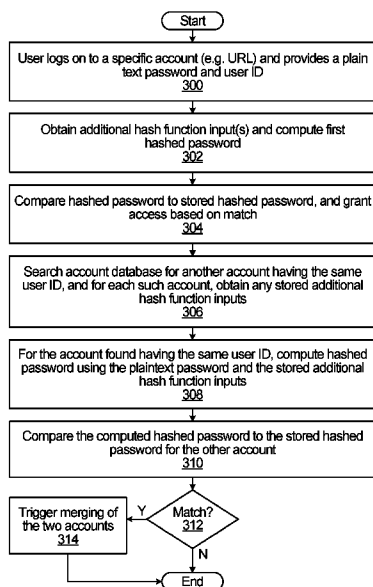 Start
User logs on to a specific account (e.g. URL) and provides a plain
text password and user ID
300
Obtain additional hash function input(s) and compute first
hashed password
302
Compare hashed password to stored hashed password, and grant
access based on match
304
Search account database for another account having the same
user ID, and for each such account, obtain any stored additional
hash function inputs
306
For the account found having the same user ID, compute hashed
password using the plaintext password and the stored additional
hash function inputs
308
Compare the computed hashed password to the stored hashed
password for the other account
310
Match?
312
Y
Trigger merging of
the two accounts
314
N
End